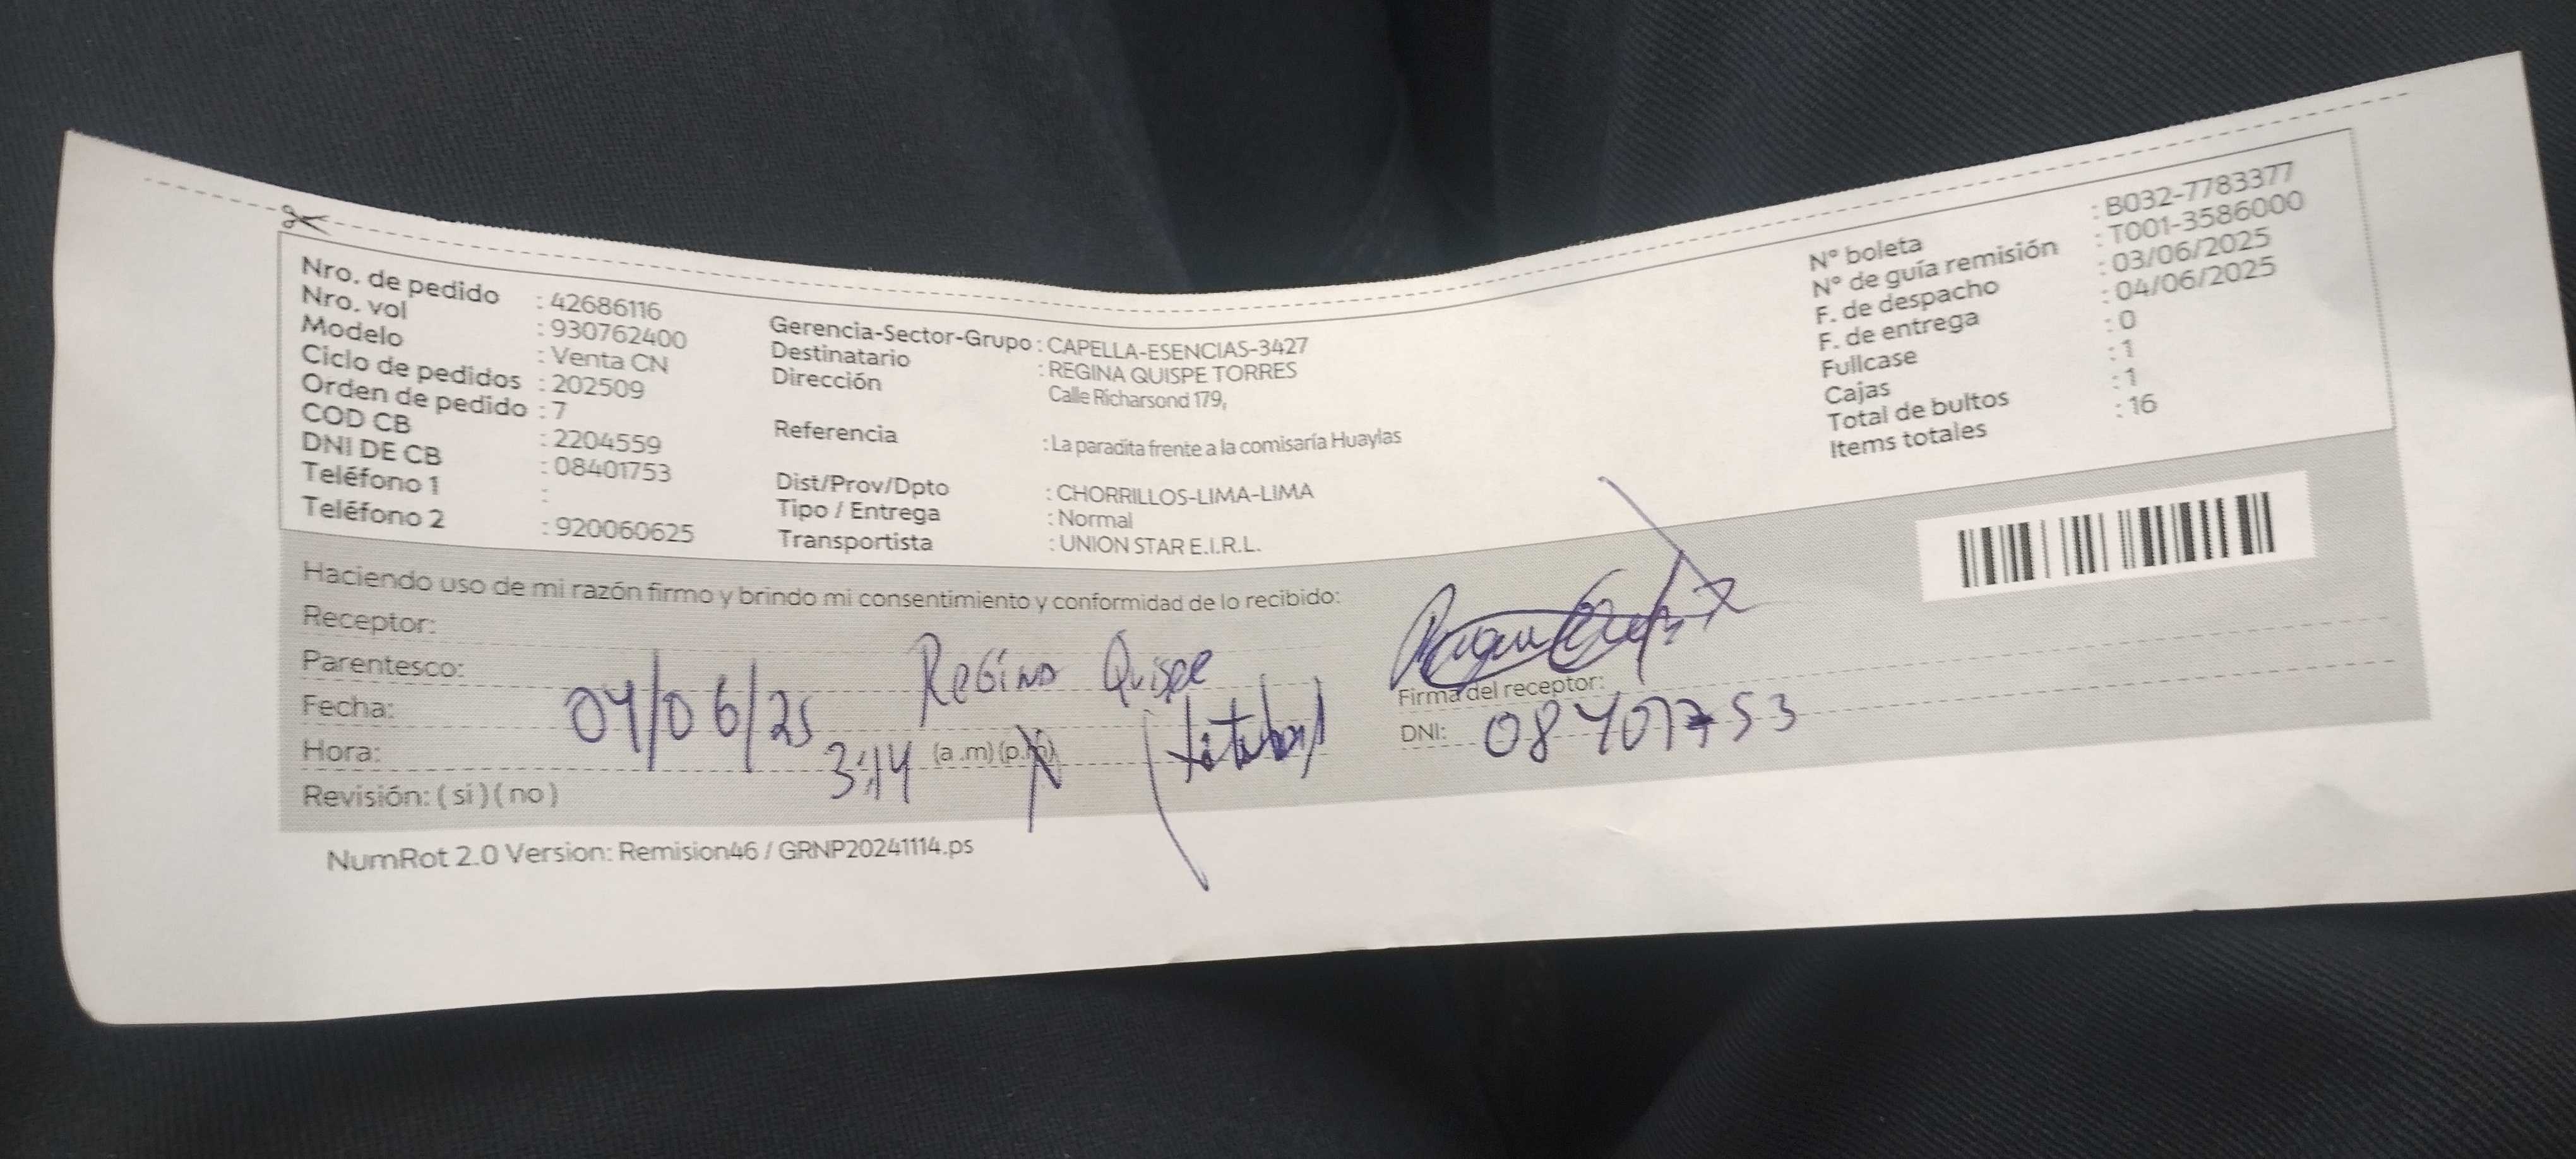 Nro. de pedido : 42686116
Nro. vol : 930762400
Modelo : Venta CN
Ciclo de pedidos : 202509
Orden de pedido : 7
COD CB : 2204559
DNI DE CB : 08401753
Teléfono 1 :
Teléfono 2 : 920060625
Gerencia-Sector-Grupo : CAPELLA-ESENCIAS-3427
Destinatario : REGINA QUISPE TORRES
Dirección Calle Richarsond 179,
Referencia : La paradita frente a la comisaría Huaylas
Dist/Prov/Dpto : CHORRILLOS-LIMA-LIMA
Tipo / Entrega : Normal
Transportista : UNION STAR E.I.R.L.
N° boleta : B032-7783377
N° de guía remisión : T001-3586000
F. de despacho : 03/06/2025
F. de entrega : 04/06/2025
Fullcase : 0
Cajas : 1
Total de bultos : 1
Items totales : 16
Haciendo uso de mi razón firmo y brindo mi consentimiento y conformidad de lo recibido:
Receptor: Regina Quispe
Parentesco: titular
Fecha: 04/06/25
Hora: 3:14 (a.m)(p.m)
Revisión: ( si ) ( no )
Firma del receptor:
DNI: 08401753
NumRot 2.0 Version: Remision46 / GRNP20241114.ps